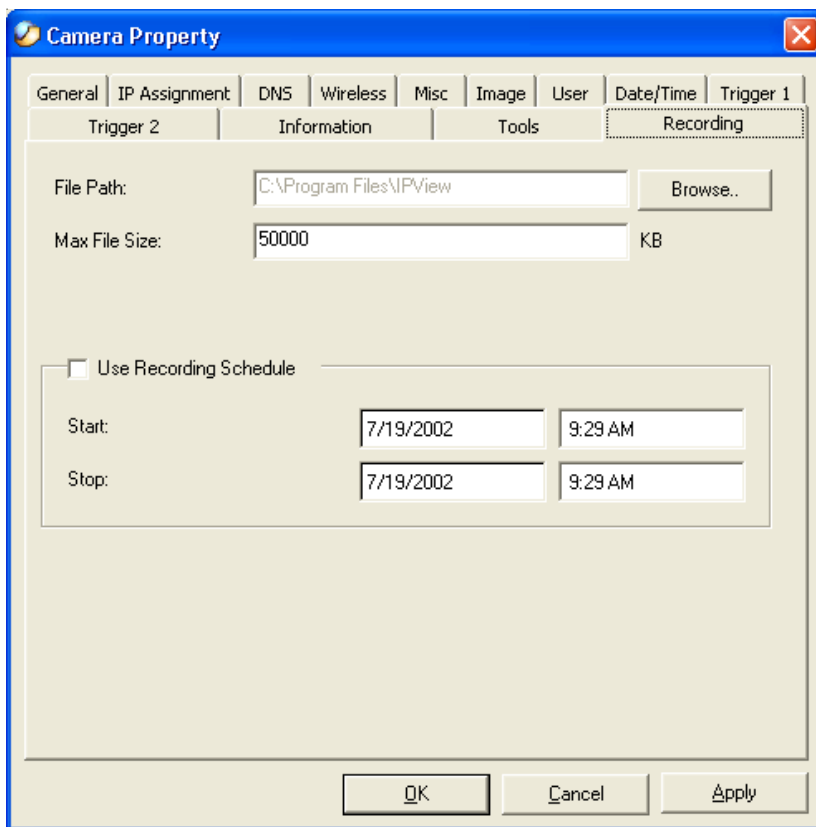 Camera Property
General IP Assignment DNS Wireless Misc Image User Date/Time Trigger 1
Trigger 2 Information Tools Recording
File Path: C:\Program Files\IPView Browse..
Max File Size: 50000 KB
Use Recording Schedule
Start: 7/19/2002 9:29 AM
Stop: 7/19/2002 9:29 AM
OK Cancel Apply